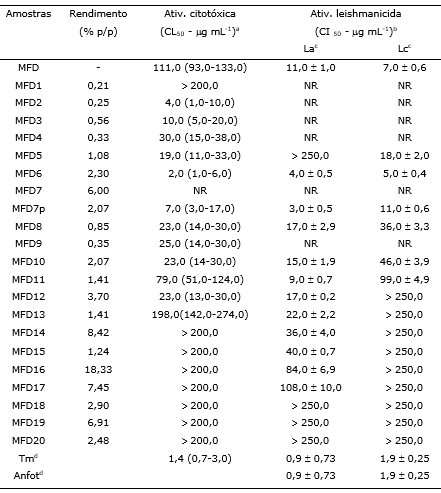 Amostras Rendimento Ativ. citotóxica Ativ. leishmanicida
(% p/p) (CL50 - µg mL-1)a (CI 50 - µg mL-1)b
Lac Lcc
MFD - 111,0 (93,0-133,0) 11,0 ± 1,0 7,0 ± 0,6
MFD1 0,21 > 200,0 NR NR
MFD2 0,25 4,0 (1,0-10,0) NR NR
MFD3 0,56 10,0 (5,0-20,0) NR NR
MFD4 0,33 30,0 (15,0-38,0) NR NR
MFD5 1,08 19,0 (11,0-33,0) > 250,0 18,0 ± 2,0
MFD6 2,30 2,0 (1,0-6,0) 4,0 ± 0,5 5,0 ± 0,4
MFD7 6,00 NR NR NR
MFD7p 2,07 7,0 (3,0-17,0) 3,0 ± 0,5 11,0 ± 0,6
MFD8 0,85 23,0 (14,0-30,0) 17,0 ± 2,9 36,0 ± 3,3
MFD9 0,35 25,0 (14,0-30,0) NR NR
MFD10 2,07 23,0 (14-30,0) 15,0 ± 1,9 46,0 ± 3,9
MFD11 1,41 79,0 (51,0-124,0) 9,0 ± 0,7 99,0 ± 4,9
MFD12 3,70 23,0 (13,0-30,0) 17,0 ± 0,2 > 250,0
MFD13 1,41 198,0(142,0-274,0) 22,0 ± 2,2 > 250,0
MFD14 8,42 > 200,0 36,0 ± 4,0 > 250,0
MFD15 1,24 > 200,0 40,0 ± 0,7 > 250,0
MFD16 18,33 > 200,0 84,0 ± 6,9 > 250,0
MFD17 7,45 > 200,0 108,0 ± 10,0 > 250,0
MFD18 2,90 > 200,0 > 250,0 > 250,0
MFD19 6,91 > 200,0 > 250,0 > 250,0
MFD20 2,48 > 200,0 > 250,0 > 250,0
Tmd 1,4 (0,7-3,0) 0,9 ± 0,73 1,9 ± 0,25
Anfotd 0,9 ± 0,73 1,9 ± 0,25